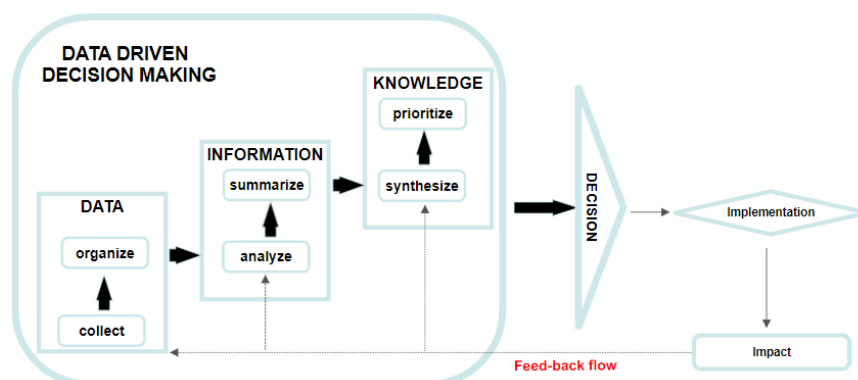 DATA DRIVEN
DECISION MAKING
KNOWLEDGE
prioritize
synthesize
INFORMATION
summarize
analyze
DATA
organize
collect
DECISION
Implementation
Impact
Feed-back flow